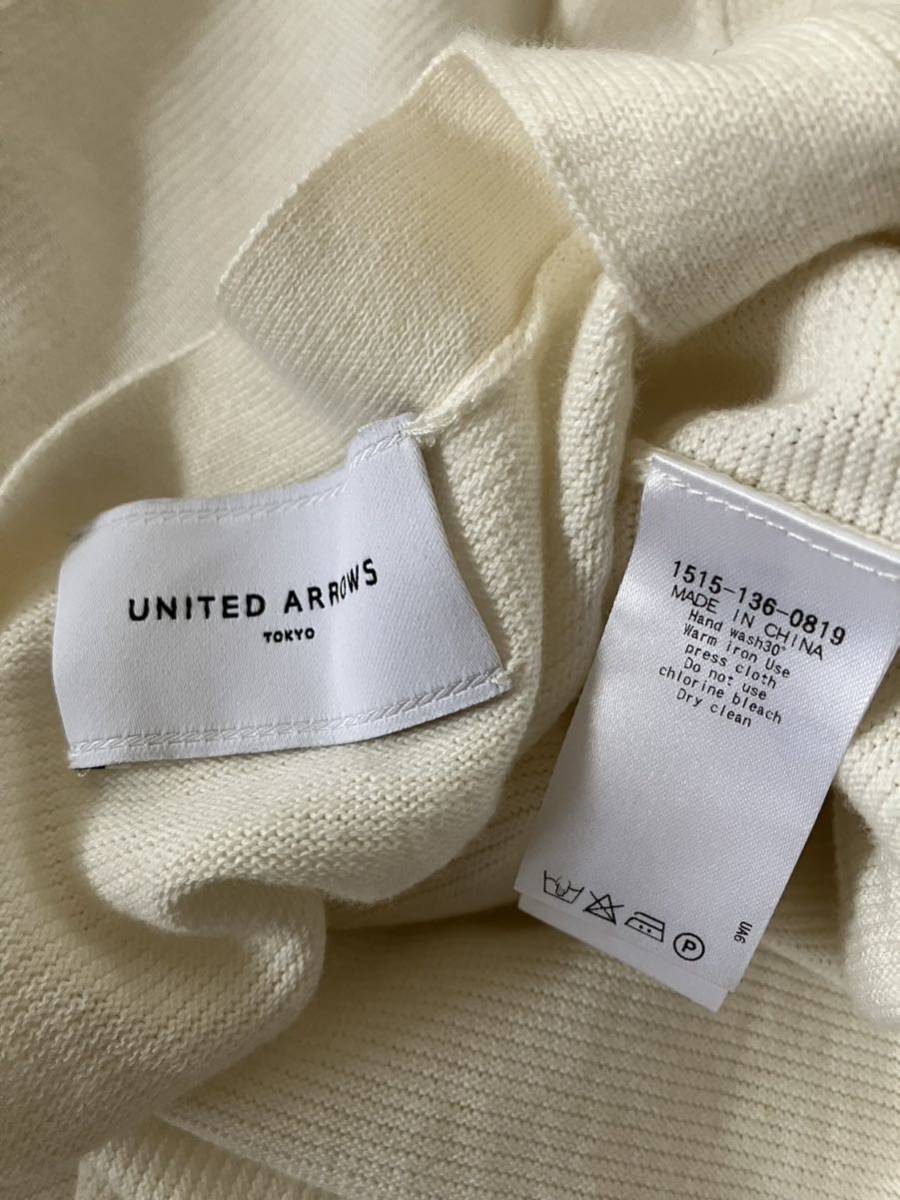 UNITED ARROWS
TOKYO
1515-136-0819
MADE IN CHINA
Hand wash30°
Warm iron Use
press cloth
Do not use
chlorine bleach
Dry clean
P
UA6